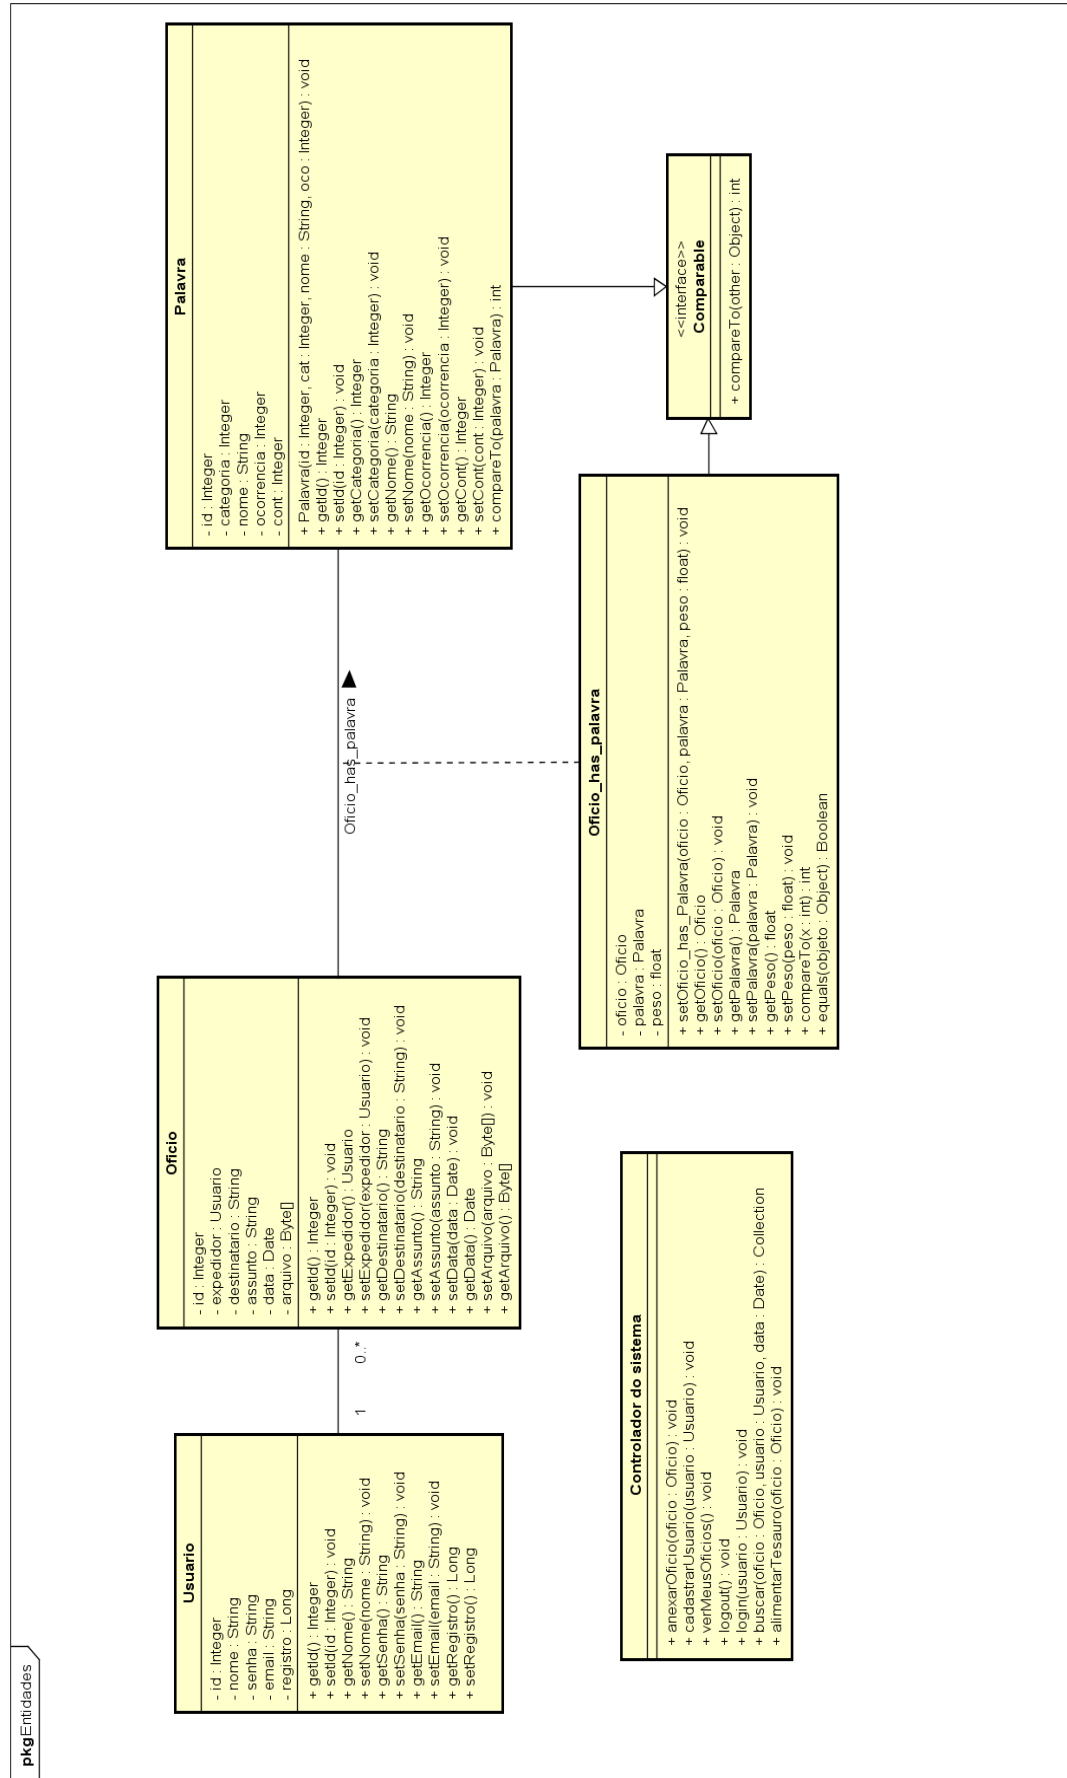 pkgEntidades
Usuario
- id : Integer
- nome : String
- senha : String
- email : String
- registro : Long
+ getId() : Integer
+ setId(id : Integer) : void
+ getNome() : String
+ setNome(nome : String) : void
+ getSenha() : String
+ setSenha(senha : String) : void
+ getEmail() : String
+ setEmail(email : String) : void
+ getRegistro() : Long
+ setRegistro() : Long
1
0..*
Oficio
- id : Integer
- expedidor : Usuario
- destinatario : String
- assunto : String
- data : Date
- arquivo : Byte[]
+ getId() : Integer
+ setId(id : Integer) : void
+ getExpedidor() : Usuario
+ setExpedidor(expedidor : Usuario) : void
+ getDestinatario() : String
+ setDestinatario(destinatario : String) : void
+ getAssunto() : String
+ setAssunto(assunto : String) : void
+ setData(data : Date) : void
+ getData() : Date
+ setArquivo(arquivo : Byte[]) : void
+ getArquivo() : Byte[]
Oficio_has_palavra
Palavra
- id : Integer
- categoria : Integer
- nome : String
- ocorrencia : Integer
- cont : Integer
+ Palavra(id : Integer, cat : Integer, nome : String, oco : Integer) : void
+ getId() : Integer
+ setId(id : Integer) : void
+ getCategoria() : Integer
+ setCategoria(categoria : Integer) : void
+ getNome() : String
+ setNome(nome : String) : void
+ getOcorrencia() : Integer
+ setOcorrencia(ocorrencia : Integer) : void
+ getCont() : Integer
+ setCont(cont : Integer) : void
+ compareTo(palavra : Palavra) : int
Controlador do sistema
+ anexarOficio(oficio : Oficio) : void
+ cadastrarUsuario(usuario : Usuario) : void
+ verMeusOficios() : void
+ logout() : void
+ login(usuario : Usuario) : void
+ buscar(oficio : Oficio, usuario : Usuario, data : Date) : Collection
+ alimentarTesauro(oficio : Oficio) : void
Oficio_has_palavra
- oficio : Oficio
- palavra : Palavra
- peso : float
+ setOficio_has_Palavra(oficio : Oficio, palavra : Palavra, peso : float) : void
+ getOficio() : Oficio
+ setOficio(oficio : Oficio) : void
+ getPalavra() : Palavra
+ setPalavra(palavra : Palavra) : void
+ getPeso() : float
+ setPeso(peso : float) : void
+ compareTo(x : int) : int
+ equals(objeto : Object) : Boolean
<<interface>>
Comparable
+ compareTo(other : Object) : int